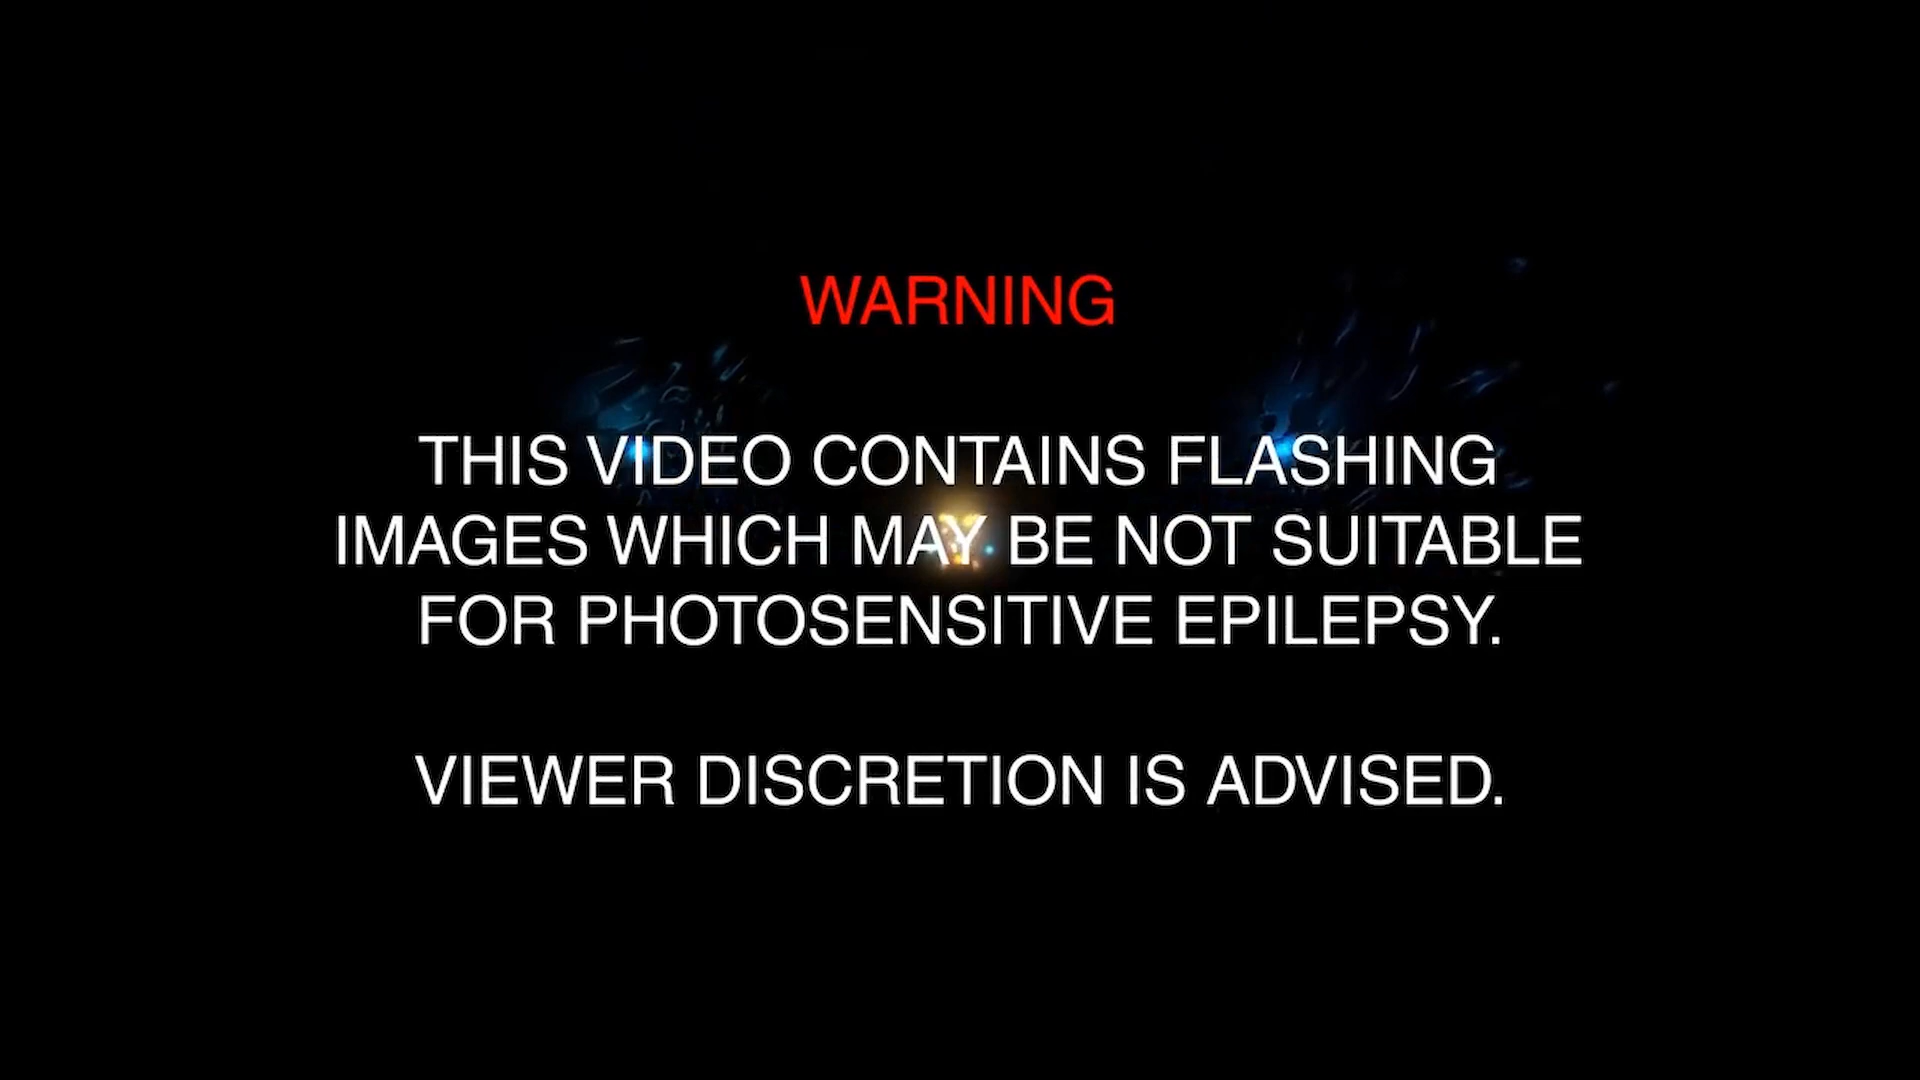 WARNING
THIS VIDEO CONTAINS FLASHING
IMAGES WHICH MAY BE NOT SUITABLE
FOR PHOTOSENSITIVE EPILEPSY.
VIEWER DISCRETION IS ADVISED.